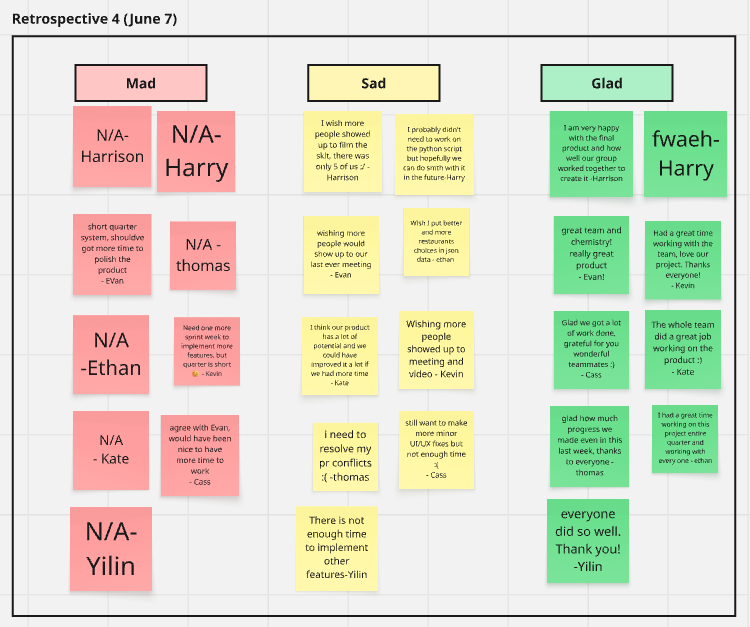 Retrospective 4 (June 7)
Mad
N/A-
Harrison
N/A-
Harry
short quarter
system, shouldve
got more time to
polish the
product
- EVan
N/A -
thomas
N/A
-Ethan
Need one more
sprint week to
implement more
features, but
quarter is short
- Kevin
N/A
- Kate
agree with Evan,
would have been
nice to have
more time to
work
- Cass
N/A-
Yilin
Sad
I wish more
people showed
up to film the
skit, there was
only 5 of us :/ -
Harrison
I probably didn't
need to work on
the python script
but hopefully we
can do smth with it
in the future-Harry
wishing more
people would
show up to our
last ever meeting
- Evan
Wish I put better
and more
restaurants
choices in json
data - ethan
I think our product
has a lot of
potential and we
could have
improved it a lot if
we had more time
- Kate
Wishing more
people
showed up to
meeting and
video - Kevin
i need to
resolve my
pr conflicts
:( -thomas
still want to make
more minor
UI/UX fixes but
not enough time
:(
- Cass
There is not
enough time
to implement
other
features-Yilin
Glad
I am very happy
with the final
product and how
well our group
worked together to
create it -Harrison
fwaeh-
Harry
great team and
chemistry!
really great
product
- Evan!
Had a great time
working with the
team, love our
project. Thanks
everyone!
- Kevin
Glad we got a lot
of work done,
grateful for you
wonderful
teammates :)
- Cass
The whole team
did a great job
working on the
product :)
- Kate
glad how much
progress we
made even in this
last week, thanks
to everyone -
thomas
I had a great time
working on this
project entire
quarter and
working with
every one - ethan
everyone
did so well.
Thank you!
-Yilin